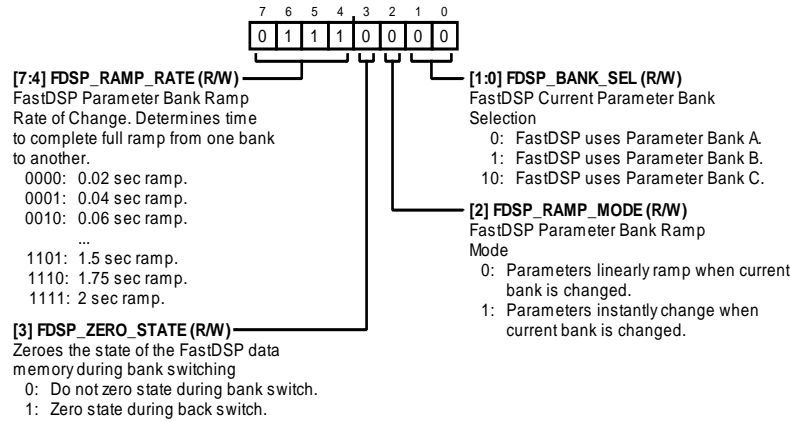 7 6 5 4 3 2 1 0
0 1 1 1 0 0 0 0
[7:4] FDSP_RAMP_RATE (R/W)
FastDSP Parameter Bank Ramp
Rate of Change. Determines time
to complete full ramp from one bank
to another.
0000: 0.02 sec ramp.
0001: 0.04 sec ramp.
0010: 0.06 sec ramp.
...
1101: 1.5 sec ramp.
1110: 1.75 sec ramp.
1111: 2 sec ramp.
[3] FDSP_ZERO_STATE (R/W)
Zeroes the state of the FastDSP data
memory during bank switching
0: Do not zero state during bank switch.
1: Zero state during back switch.
[1:0] FDSP_BANK_SEL (R/W)
FastDSP Current Parameter Bank
Selection
0: FastDSP uses Parameter Bank A.
1: FastDSP uses Parameter Bank B.
10: FastDSP uses Parameter Bank C.
[2] FDSP_RAMP_MODE (R/W)
FastDSP Parameter Bank Ramp
Mode
0: Parameters linearly ramp when current
bank is changed.
1: Parameters instantly change when
current bank is changed.